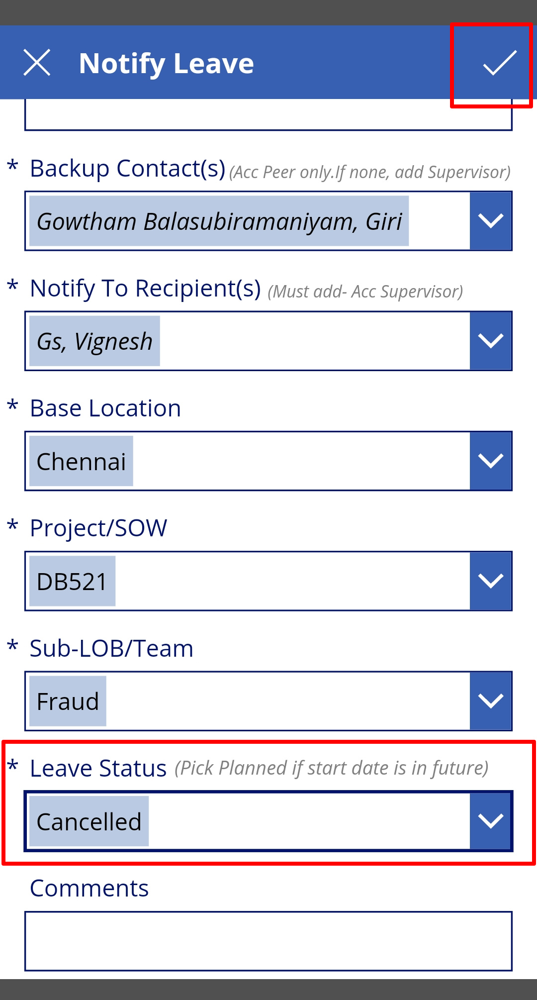 Notify Leave
* Backup Contact(s) (Acc Peer only.If none, add Supervisor)
Gowtham Balasubiramaniyam, Giri
* Notify To Recipient(s) (Must add- Acc Supervisor)
Gs, Vignesh
* Base Location
Chennai
* Project/SOW
DB521
* Sub-LOB/Team
Fraud
* Leave Status (Pick Planned if start date is in future)
Cancelled
Comments